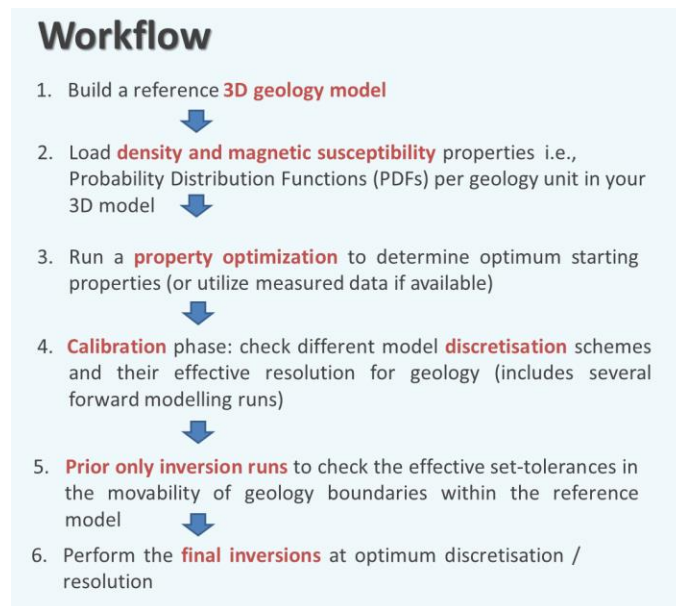 Workflow
1. Build a reference 3D geology model
2. Load density and magnetic susceptibility properties i.e.,
Probability Distribution Functions (PDFs) per geology unit in your
3D model
3. Run a property optimization to determine optimum starting
properties (or utilize measured data if available)
4. Calibration phase: check different model discretisation schemes
and their effective resolution for geology (includes several
forward modelling runs)
5. Prior only inversion runs to check the effective set-tolerances in
the movability of geology boundaries within the reference
model
6. Perform the final inversions at optimum discretisation /
resolution